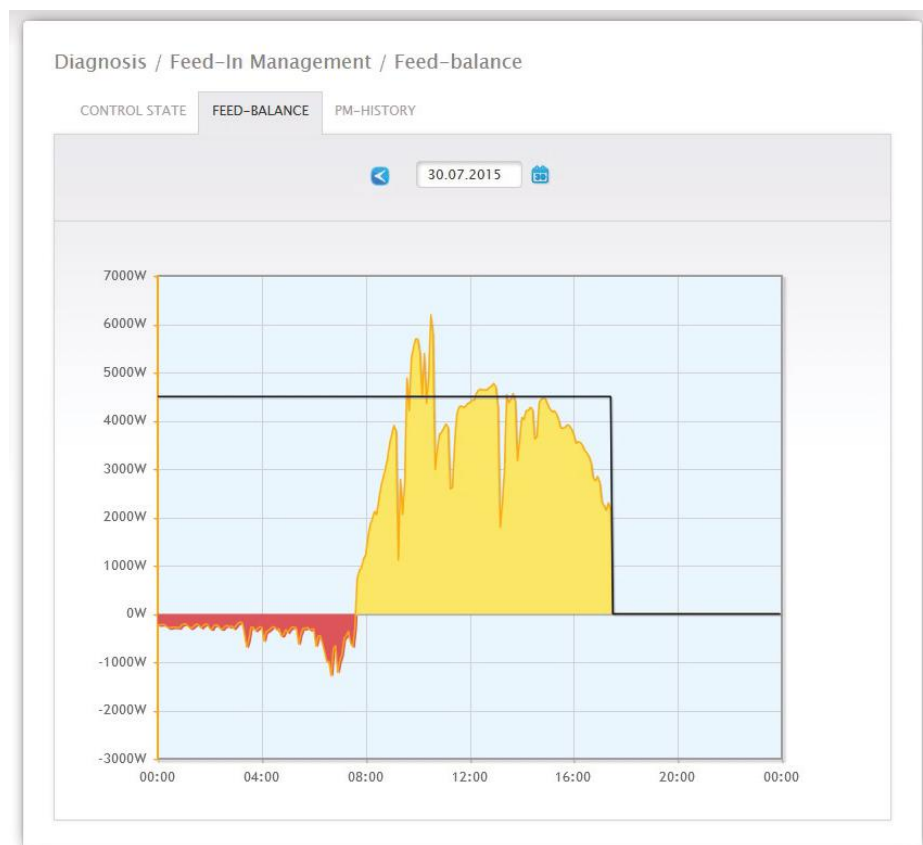 Diagnosis / Feed-In Management / Feed-balance
CONTROL STATE FEED-BALANCE PM-HISTORY
30.07.2015 30
7000W
6000W
5000W
4000W
3000W
2000W
1000W
0W
-1000W
-2000W
-3000W
00:00 04:00 08:00 12:00 16:00 20:00 00:00